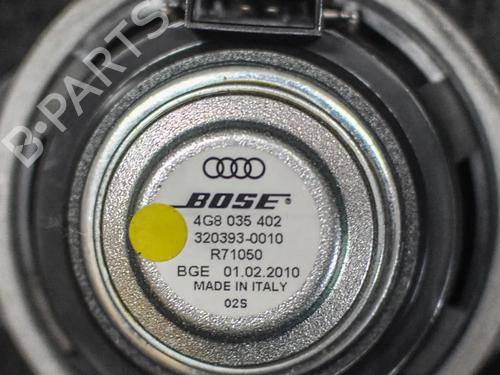 B-PARTS
BOSE®
4G8 035 402
320393-0010
R71050
BGE 01.02.2010
MADE IN ITALY
02S